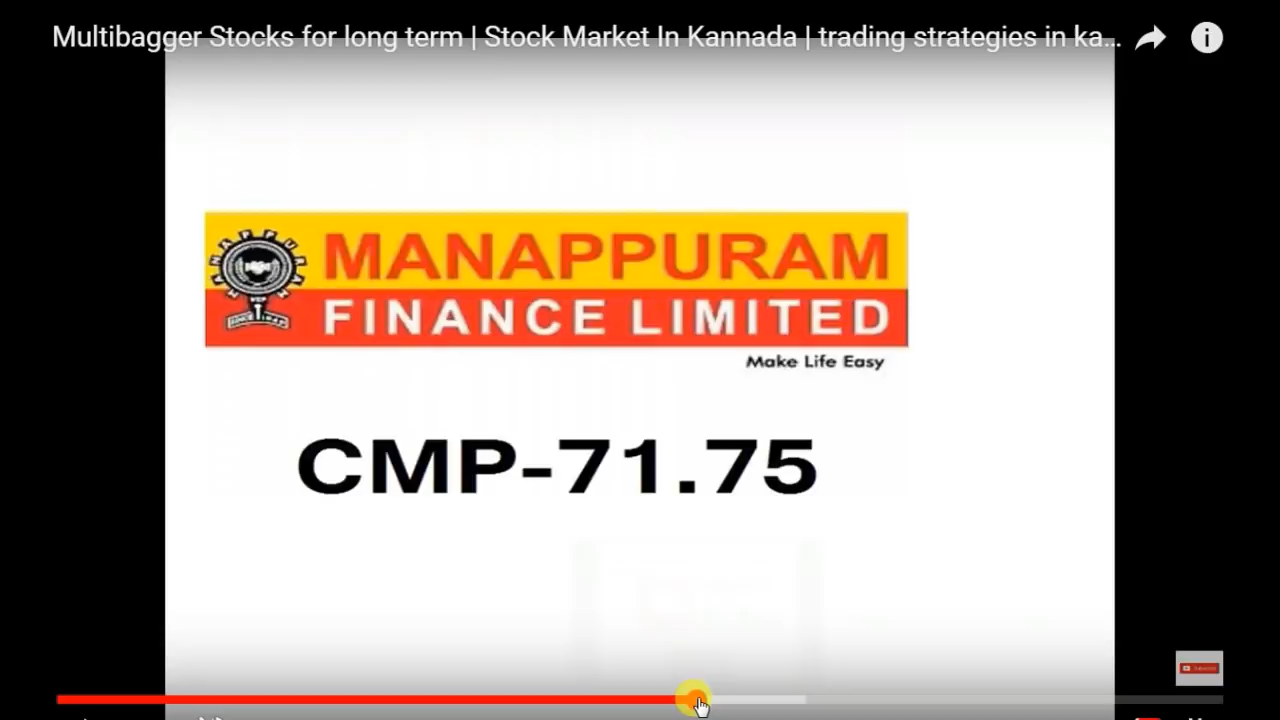 Multibagger Stocks for long term | Stock Market In Kannada | trading strategies in ka...
MANAPPURAM
FINANCE LIMITED
Make Life Easy
CMP-71.75